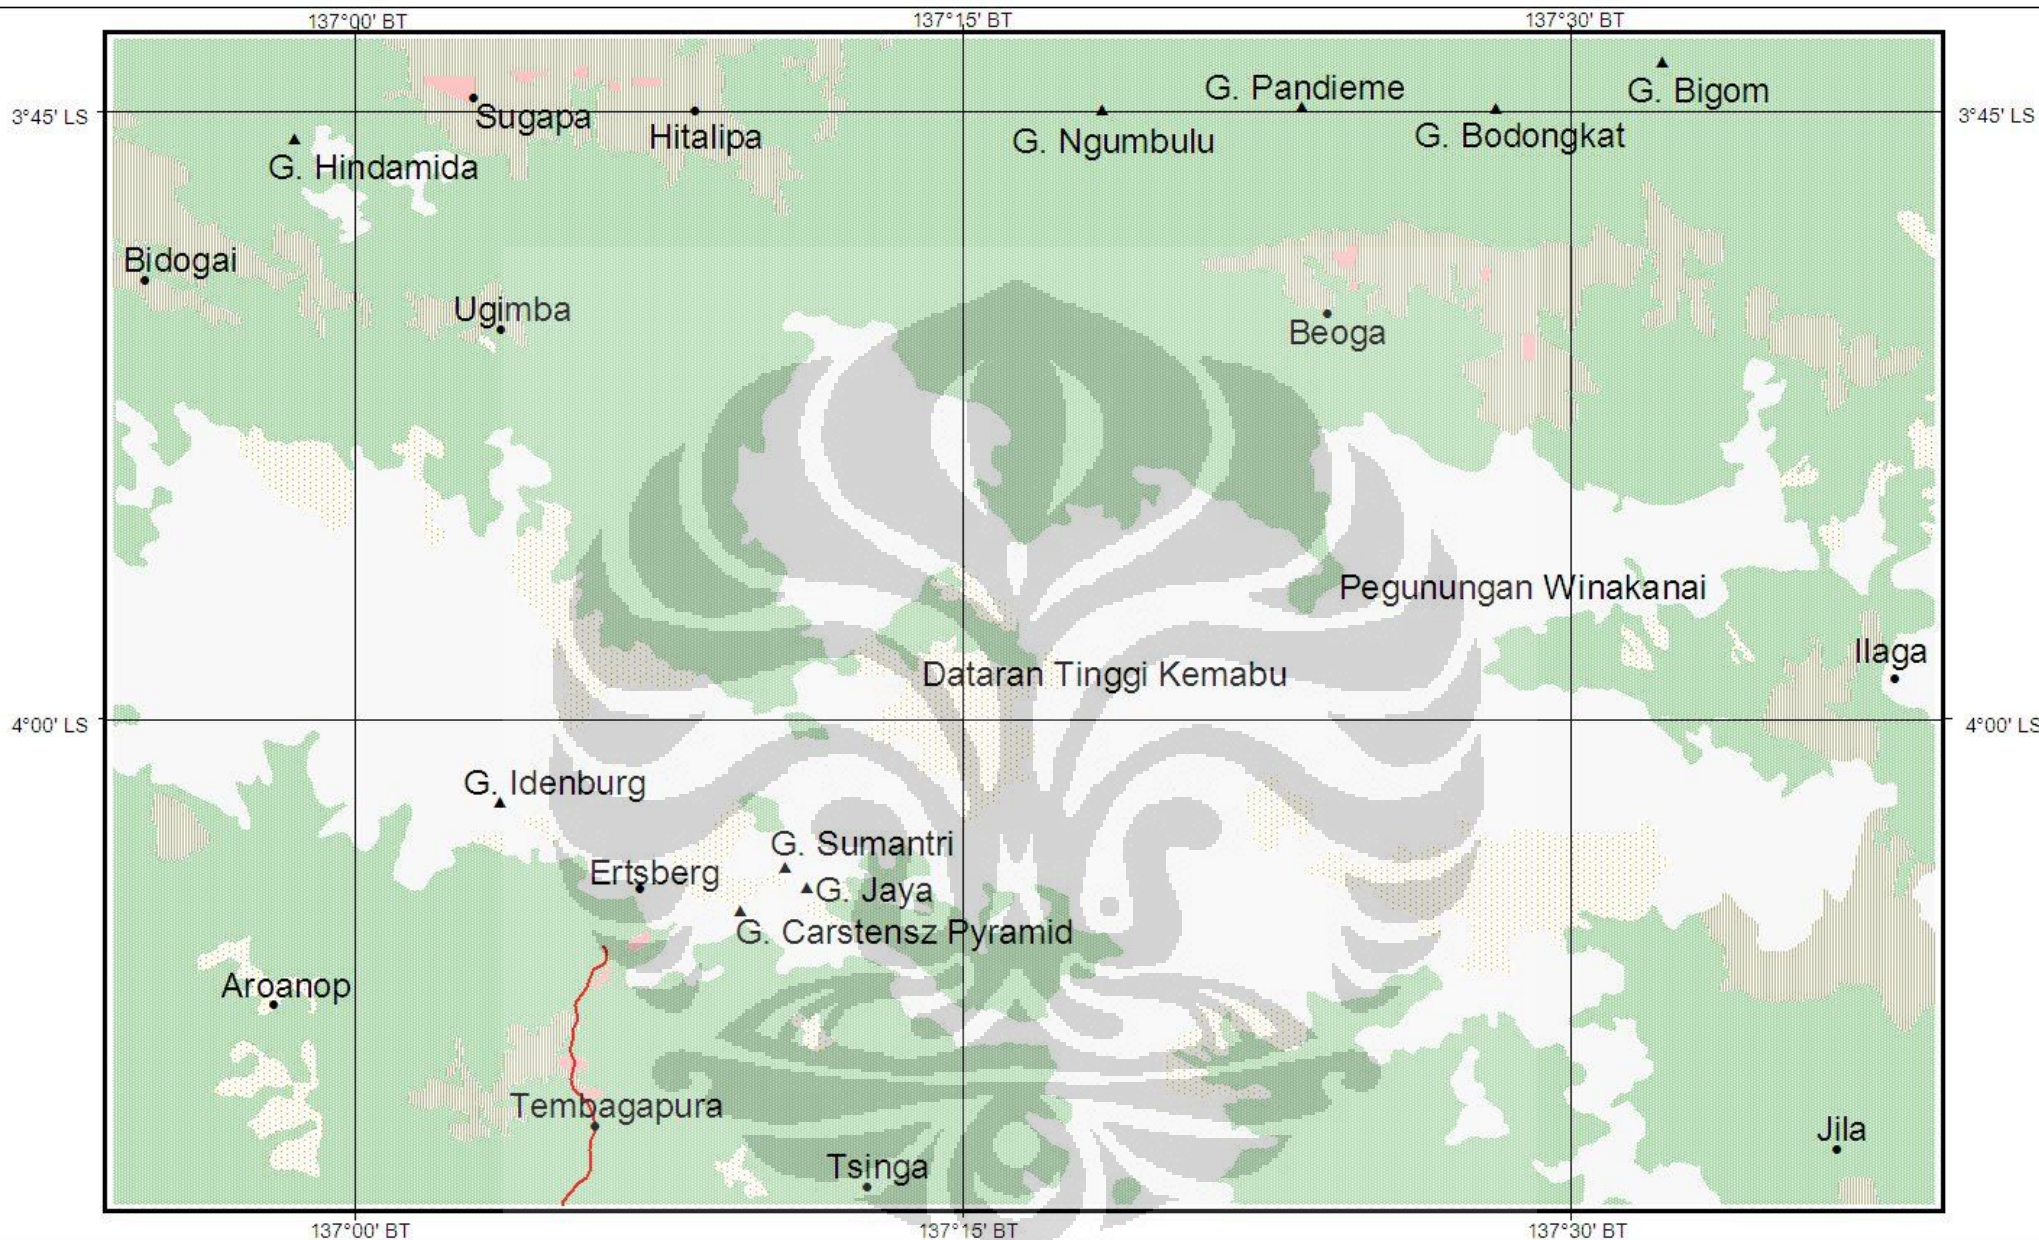 137°00' BT
137°15' BT
137°30' BT
G. Pandieme
G. Bigom
3°45' LS
Sugapa
Hitalipa
G. Ngumbulu
G. Bodongkat
3°45' LS
G. Hindamida
Bidogai
Ugimba
Beoga
Pegunungan Winakanai
Ilaga
Dataran Tinggi Kemabu
4°00' LS
4°00' LS
G. Idenburg
G. Sumantri
Ertsberg
G. Jaya
G. Carstensz Pyramid
Aroanop
Tembagapura
Jila
Tsinga
137°00' BT
137°15' BT
137°30' BT